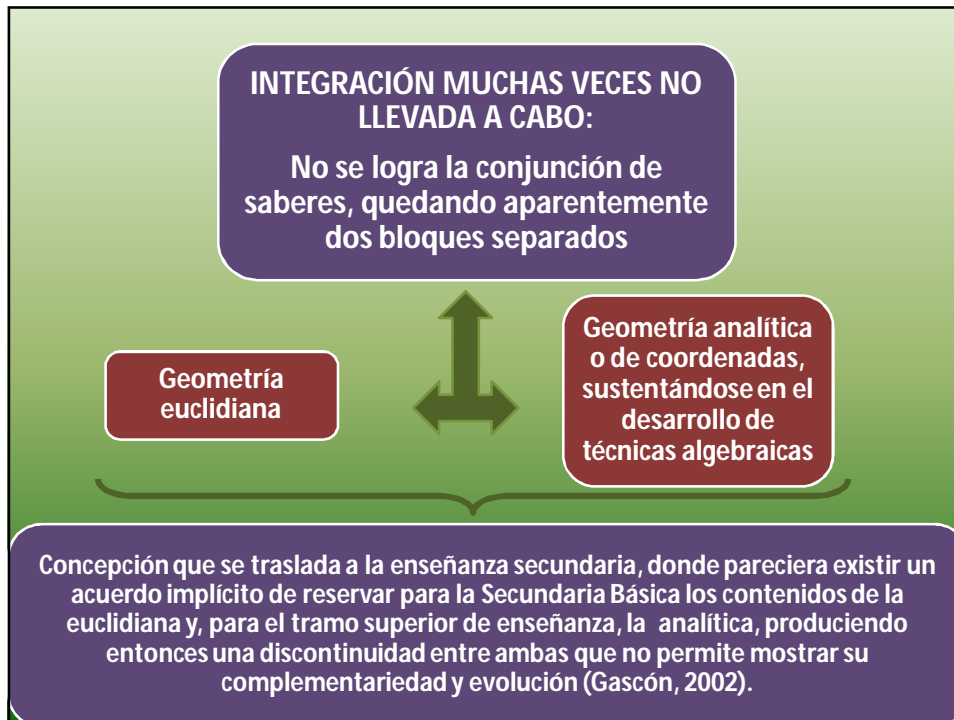 INTEGRACIÓN MUCHAS VECES NO
LLEVADA A CABO:
No se logra la conjunción de
saberes, quedando aparentemente
dos bloques separados
Geometría
euclidiana
Geometría analítica
o de coordenadas,
sustentándose en el
desarrollo de
técnicas algebraicas
Concepción que se traslada a la enseñanza secundaria, donde pareciera existir un
acuerdo implícito de reservar para la Secundaria Básica los contenidos de la
euclidiana y, para el tramo superior de enseñanza, la analítica, produciendo
entonces una discontinuidad entre ambas que no permite mostrar su
complementariedad y evolución (Gascón, 2002).